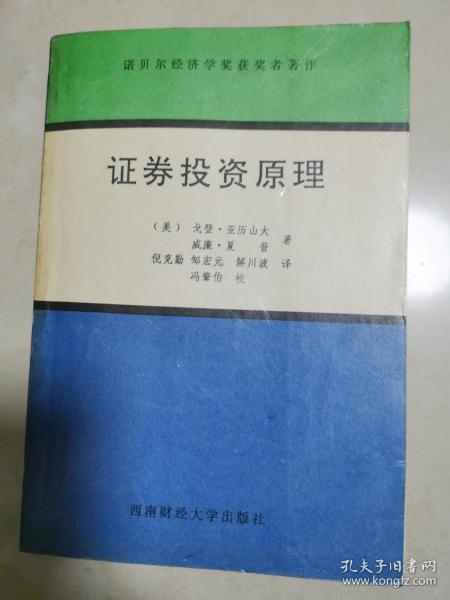 诺贝尔经济学奖获奖者著作
证券投资原理
(美) 戈登·亚历山大
威廉·夏 普 著
倪克勤 邹宏元 解川波 译
冯肇伯 校
西南财经大学出版社
孔夫子旧书网
www.kongfz.com